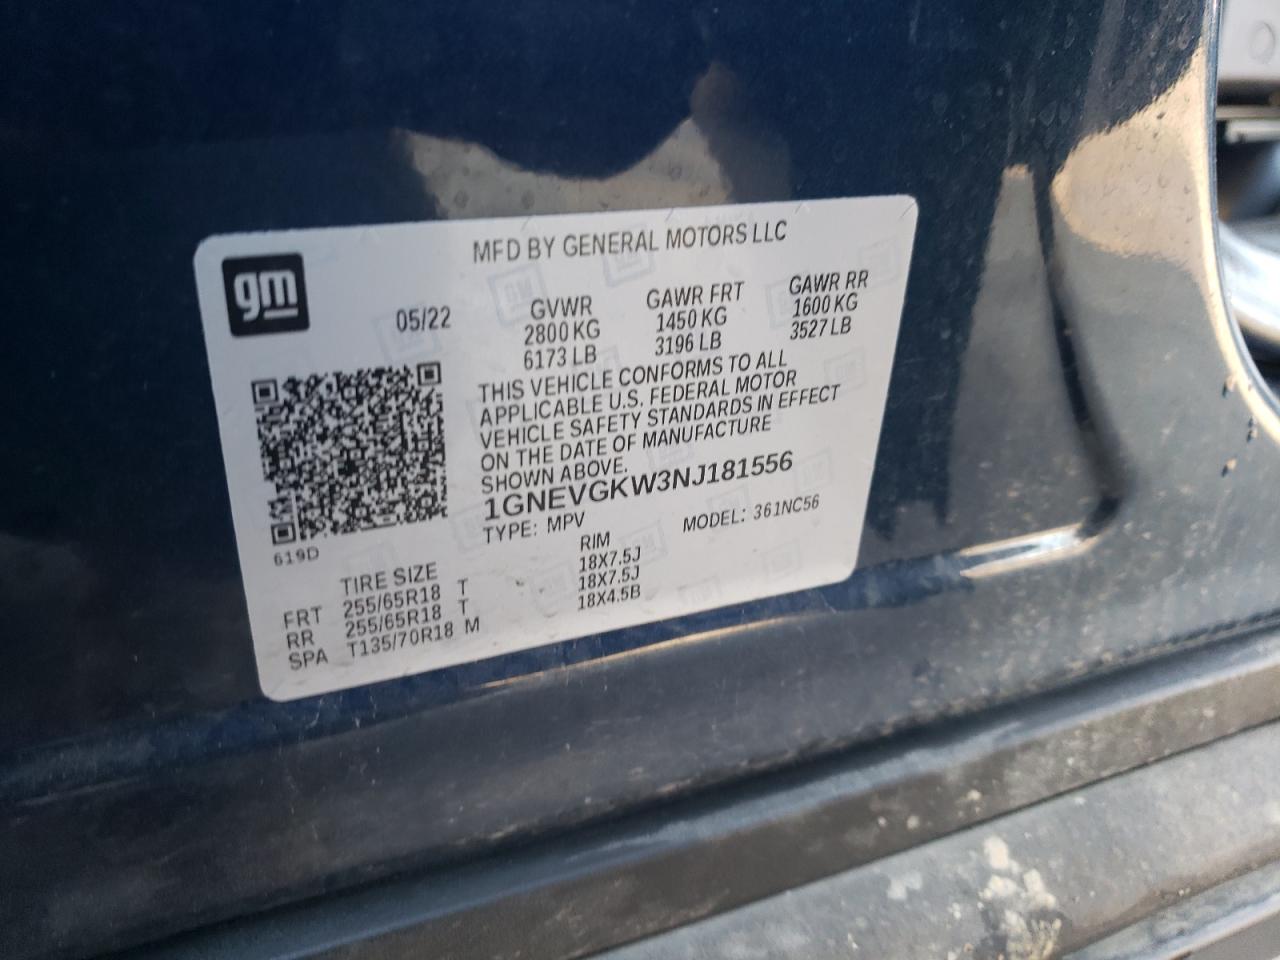 MFD BY GENERAL MOTORS LLC
gm
05/22
GVWR
2800 KG
6173 LB
GAWR FRT
1450 KG
3196 LB
GAWR RR
1600 KG
3527 LB
THIS VEHICLE CONFORMS TO ALL
APPLICABLE U.S. FEDERAL MOTOR
VEHICLE SAFETY STANDARDS IN EFFECT
ON THE DATE OF MANUFACTURE
SHOWN ABOVE.
1GNEVGKW3NJ181556
TYPE: MPV MODEL: 361NC56
619D
TIRE SIZE RIM
FRT 255/65R18 T 18X7.5J
RR 255/65R18 T 18X7.5J
SPA T135/70R18 M 18X4.5B